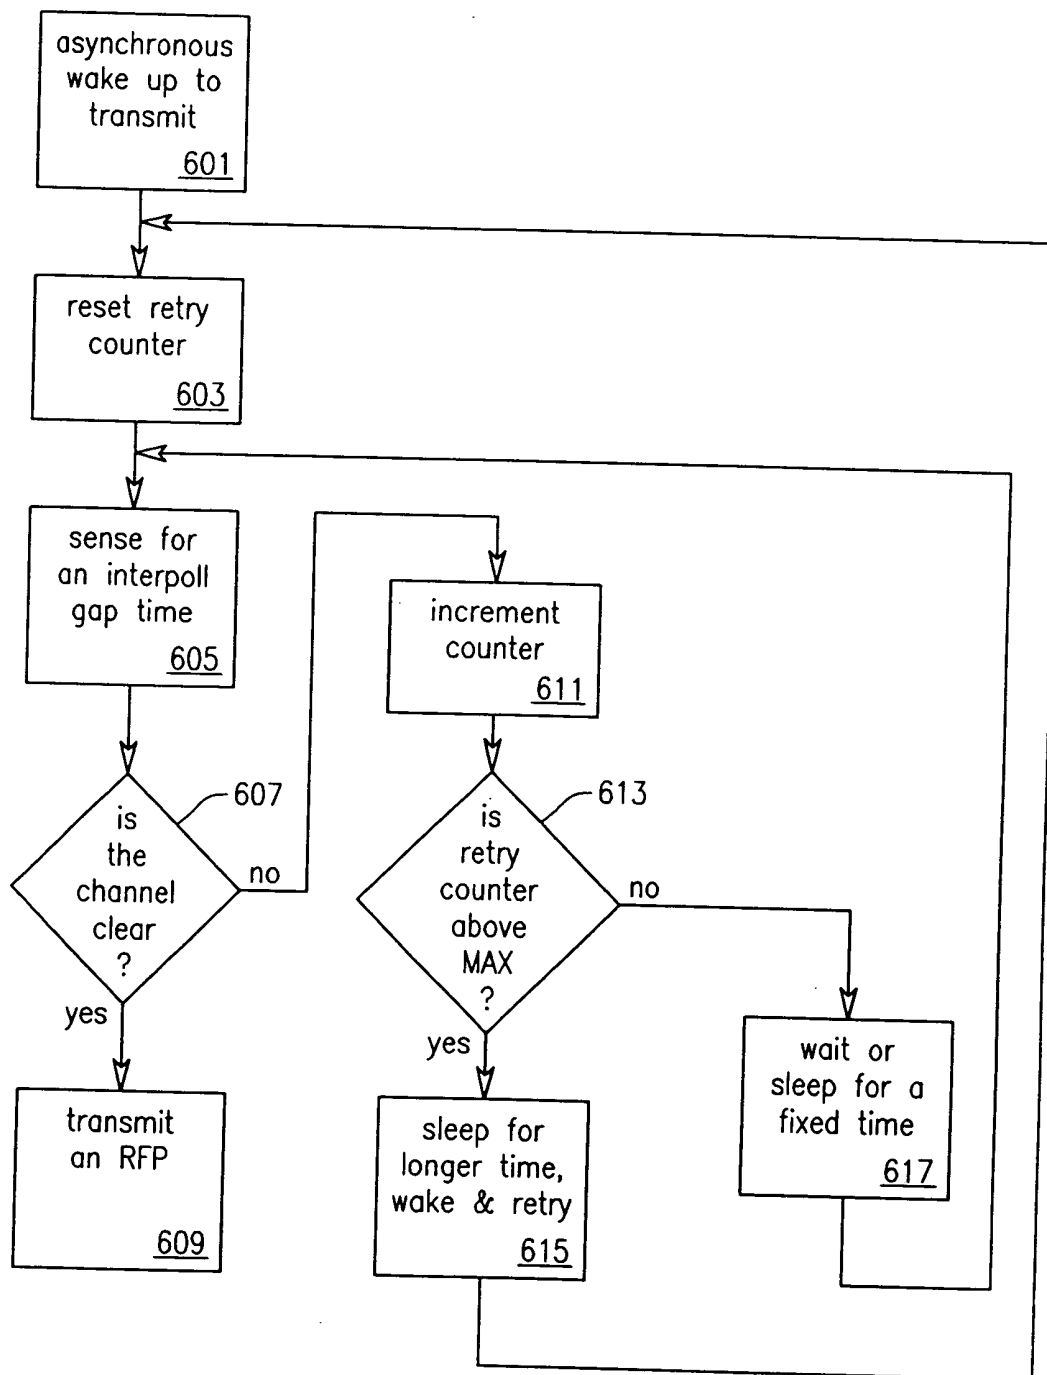 asynchronous
wake up to
transmit
601
reset retry
counter
603
sense for
an interpoll
gap time
605
is
the
channel
clear
?
607
no
yes
transmit
an RFP
609
increment
counter
611
is
retry
counter
above
MAX
?
613
no
yes
sleep for
longer time,
wake & retry
615
wait or
sleep for a
fixed time
617